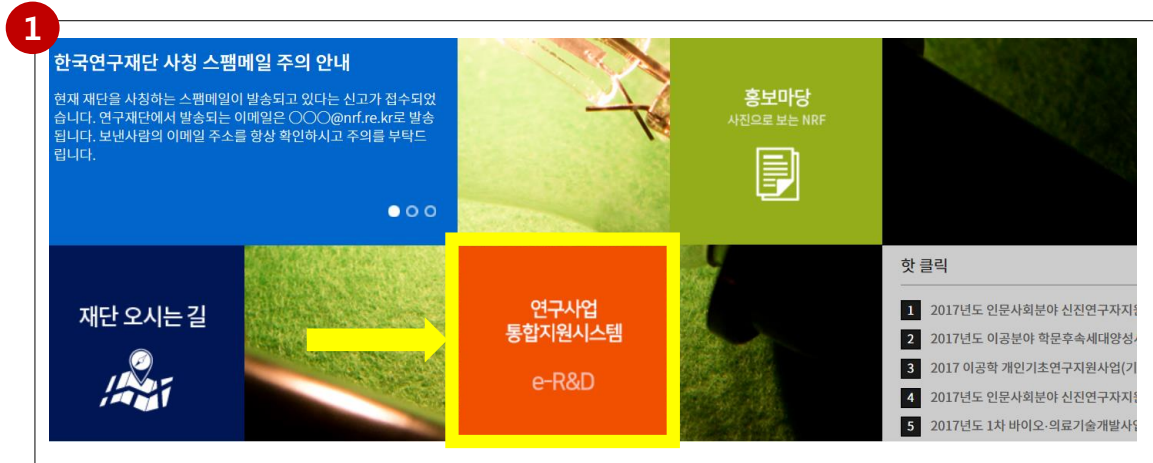 1
한국연구재단 사칭 스팸메일 주의 안내
현재 재단을 사칭하는 스팸메일이 발송되고 있다는 신고가 접수되었
습니다. 연구재단에서 발송되는 이메일은 〇〇〇@nrf.re.kr로 발송
됩니다. 보낸사람의 이메일 주소를 항상 확인하시고 주의를 부탁드
립니다.
홍보마당
사진으로 보는 NRF
재단 오시는 길
연구사업
통합지원시스템
e-R&D
핫 클릭
1 2017년도 인문사회분야 신진연구자지원
2 2017년도 이공분야 학문후속세대양성
3 2017 이공학 개인기초연구지원사업(기
4 2017년도 인문사회분야 신진연구자지원
5 2017년도 1차 바이오·의료기술개발사업